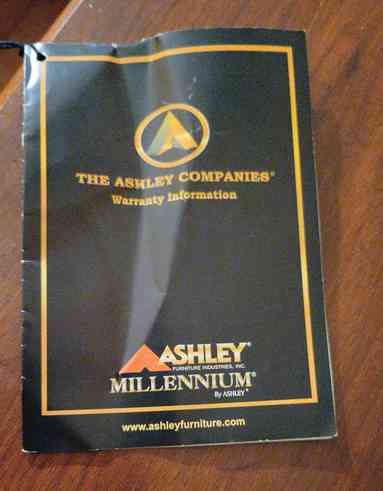 THE ASHLEY COMPANIES®
Warranty Information
ASHLEY®
FURNITURE INDUSTRIES, INC.
MILLENNIUM®
By ASHLEY®
www.ashleyfurniture.com